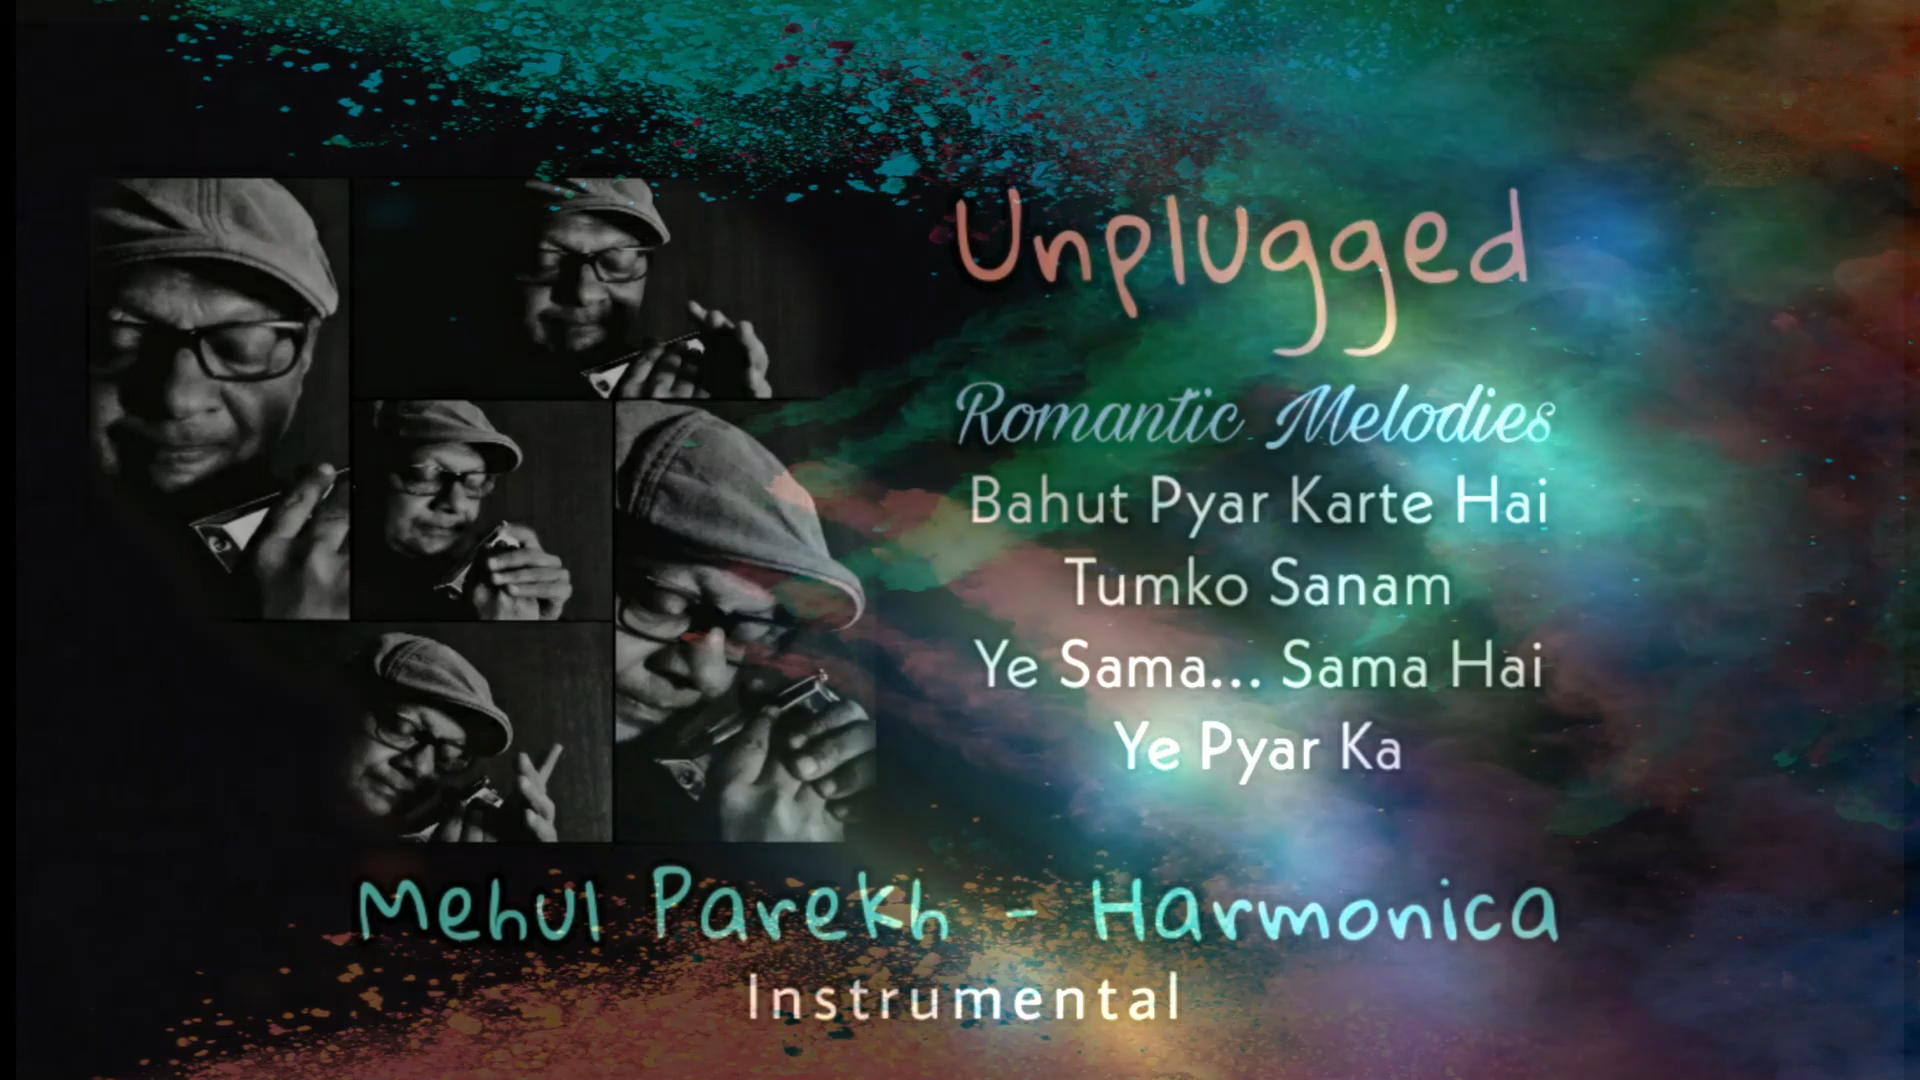 Unplugged
Romantic Melodies
Bahut Pyar Karte Hai
Tumko Sanam
Ye Sama... Sama Hai
Ye Pyar Ka
Mehul Parekh - Harmonica
Instrumental